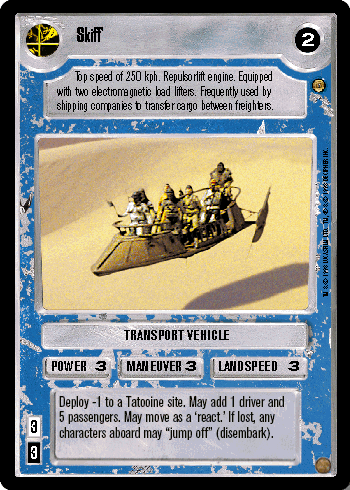 Skiff
2
Top speed of 250 kph. Repulsorlift engine. Equipped
with two electromagnetic load lifters. Frequently used by
shipping companies to transfer cargo between freighters.
TRANSPORT VEHICLE
POWER 3 MANEUVER 3 LANDSPEED 3
Deploy -1 to a Tatooine site. May add 1 driver and
5 passengers. May move as a 'react.' If lost, any
characters aboard may "jump off" (disembark).
3
3